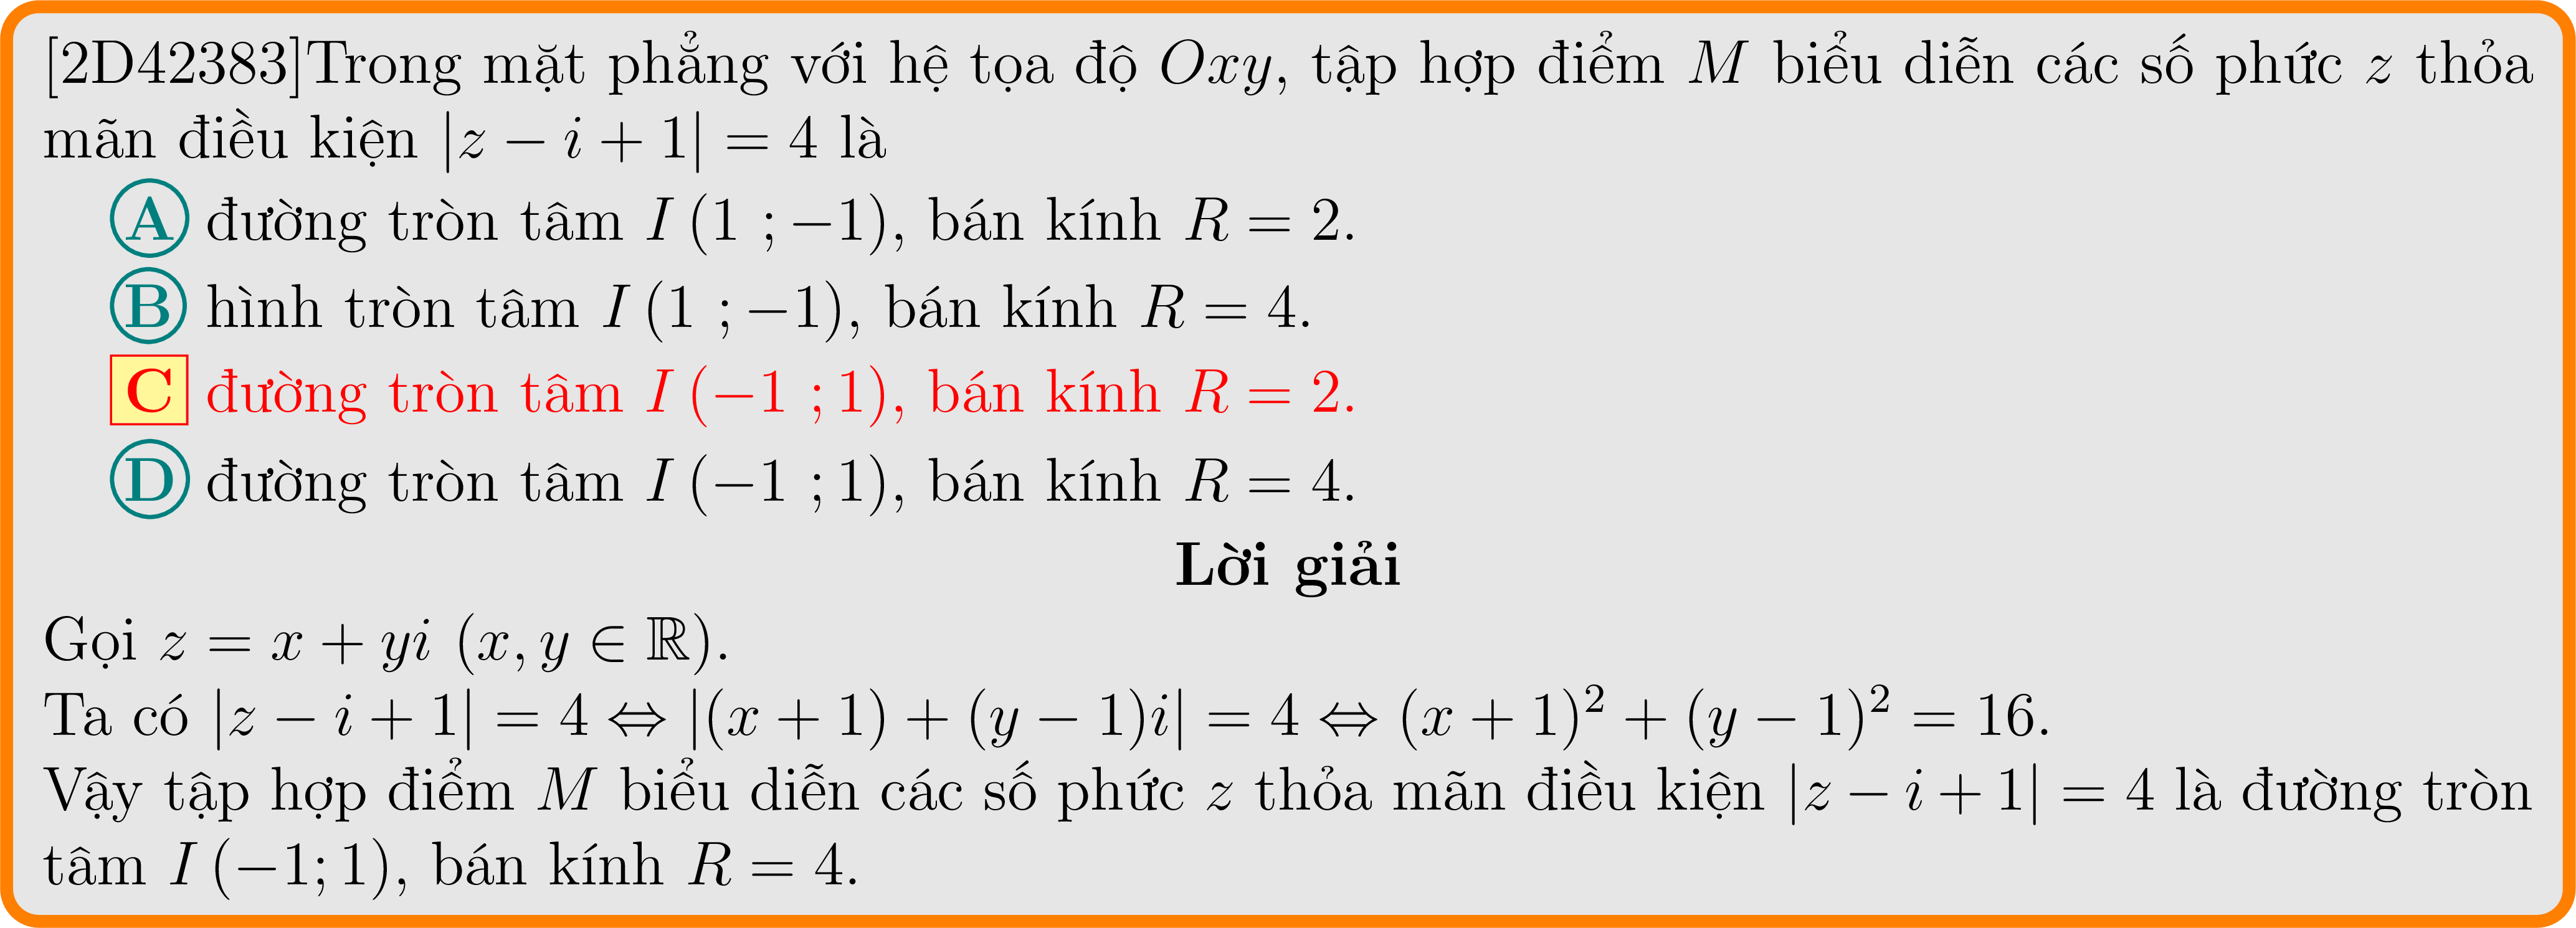 [2D42383]Trong mặt phẳng với hệ tọa độ Oxy, tập hợp điểm M biểu diễn các số phức z thỏa
mãn điều kiện |z − i + 1| = 4 là
A đường tròn tâm I (1 ; −1), bán kính R = 2.
B hình tròn tâm I (1 ; −1), bán kính R = 4.
C đường tròn tâm I (−1 ; 1), bán kính R = 2.
D đường tròn tâm I (−1 ; 1), bán kính R = 4.
Lời giải
Gọi z = x + yi (x, y ∈ ℝ).
Ta có |z − i + 1| = 4 ⇔ |(x + 1) + (y − 1)i| = 4 ⇔ (x + 1)² + (y − 1)² = 16.
Vậy tập hợp điểm M biểu diễn các số phức z thỏa mãn điều kiện |z − i + 1| = 4 là đường tròn
tâm I (−1; 1), bán kính R = 4.